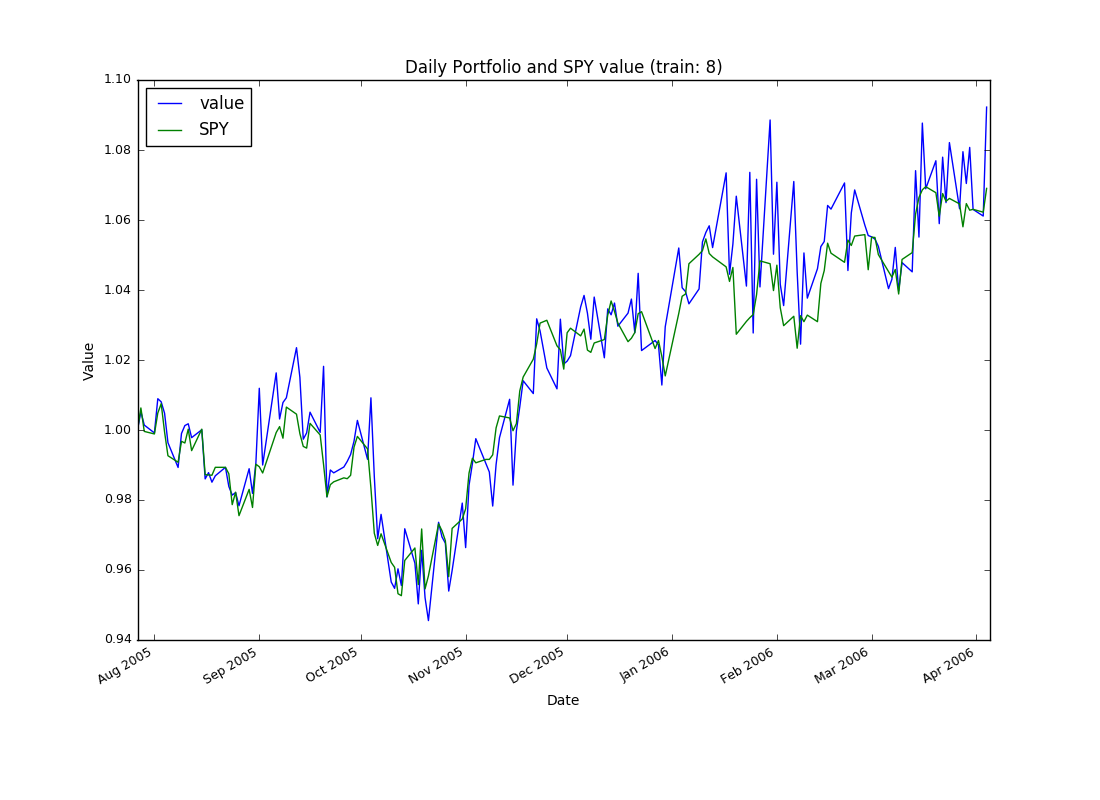 Daily Portfolio and SPY value (train: 8)
value
SPY
1.10
1.08
1.06
1.04
1.02
1.00
0.98
0.96
0.94
Value
Aug 2005
Sep 2005
Oct 2005
Nov 2005
Dec 2005
Jan 2006
Feb 2006
Mar 2006
Apr 2006
Date